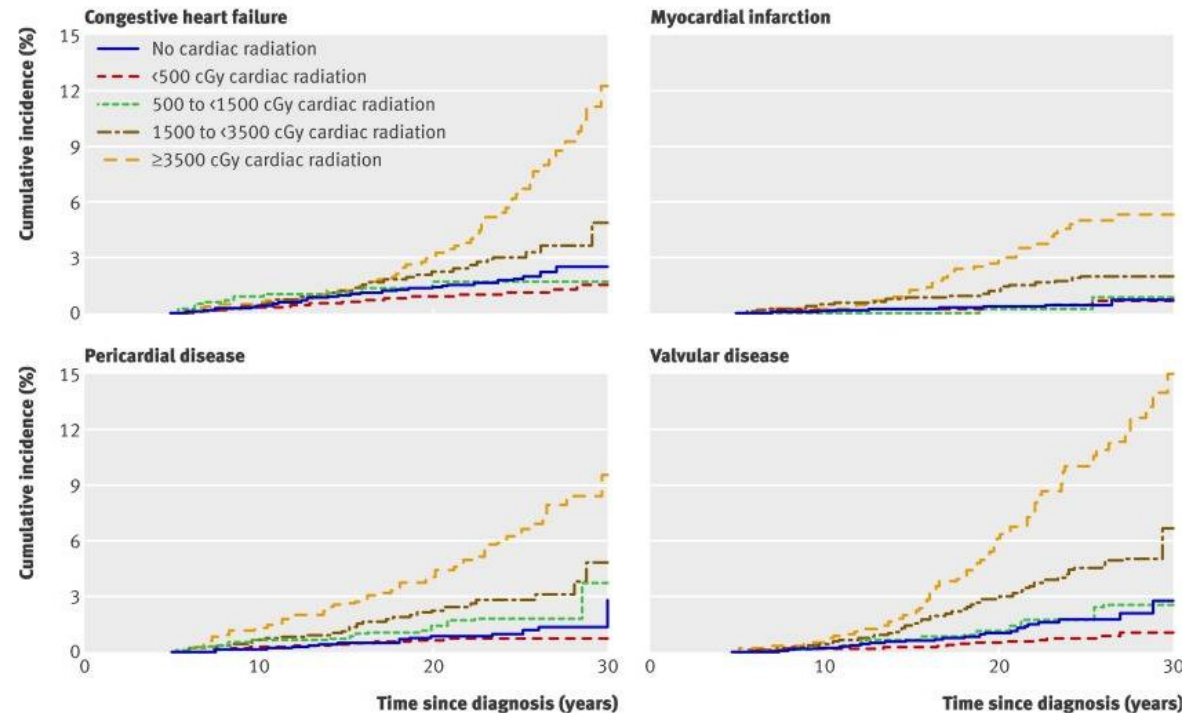 Congestive heart failure
Myocardial infarction
Cumulative incidence (%)
15
12
9
6
3
0
No cardiac radiation
<500 cGy cardiac radiation
500 to <1500 cGy cardiac radiation
1500 to <3500 cGy cardiac radiation
≥3500 cGy cardiac radiation
Pericardial disease
Valvular disease
Cumulative incidence (%)
15
12
9
6
3
0
0 10 20 30
0 10 20 30
Time since diagnosis (years)
Time since diagnosis (years)